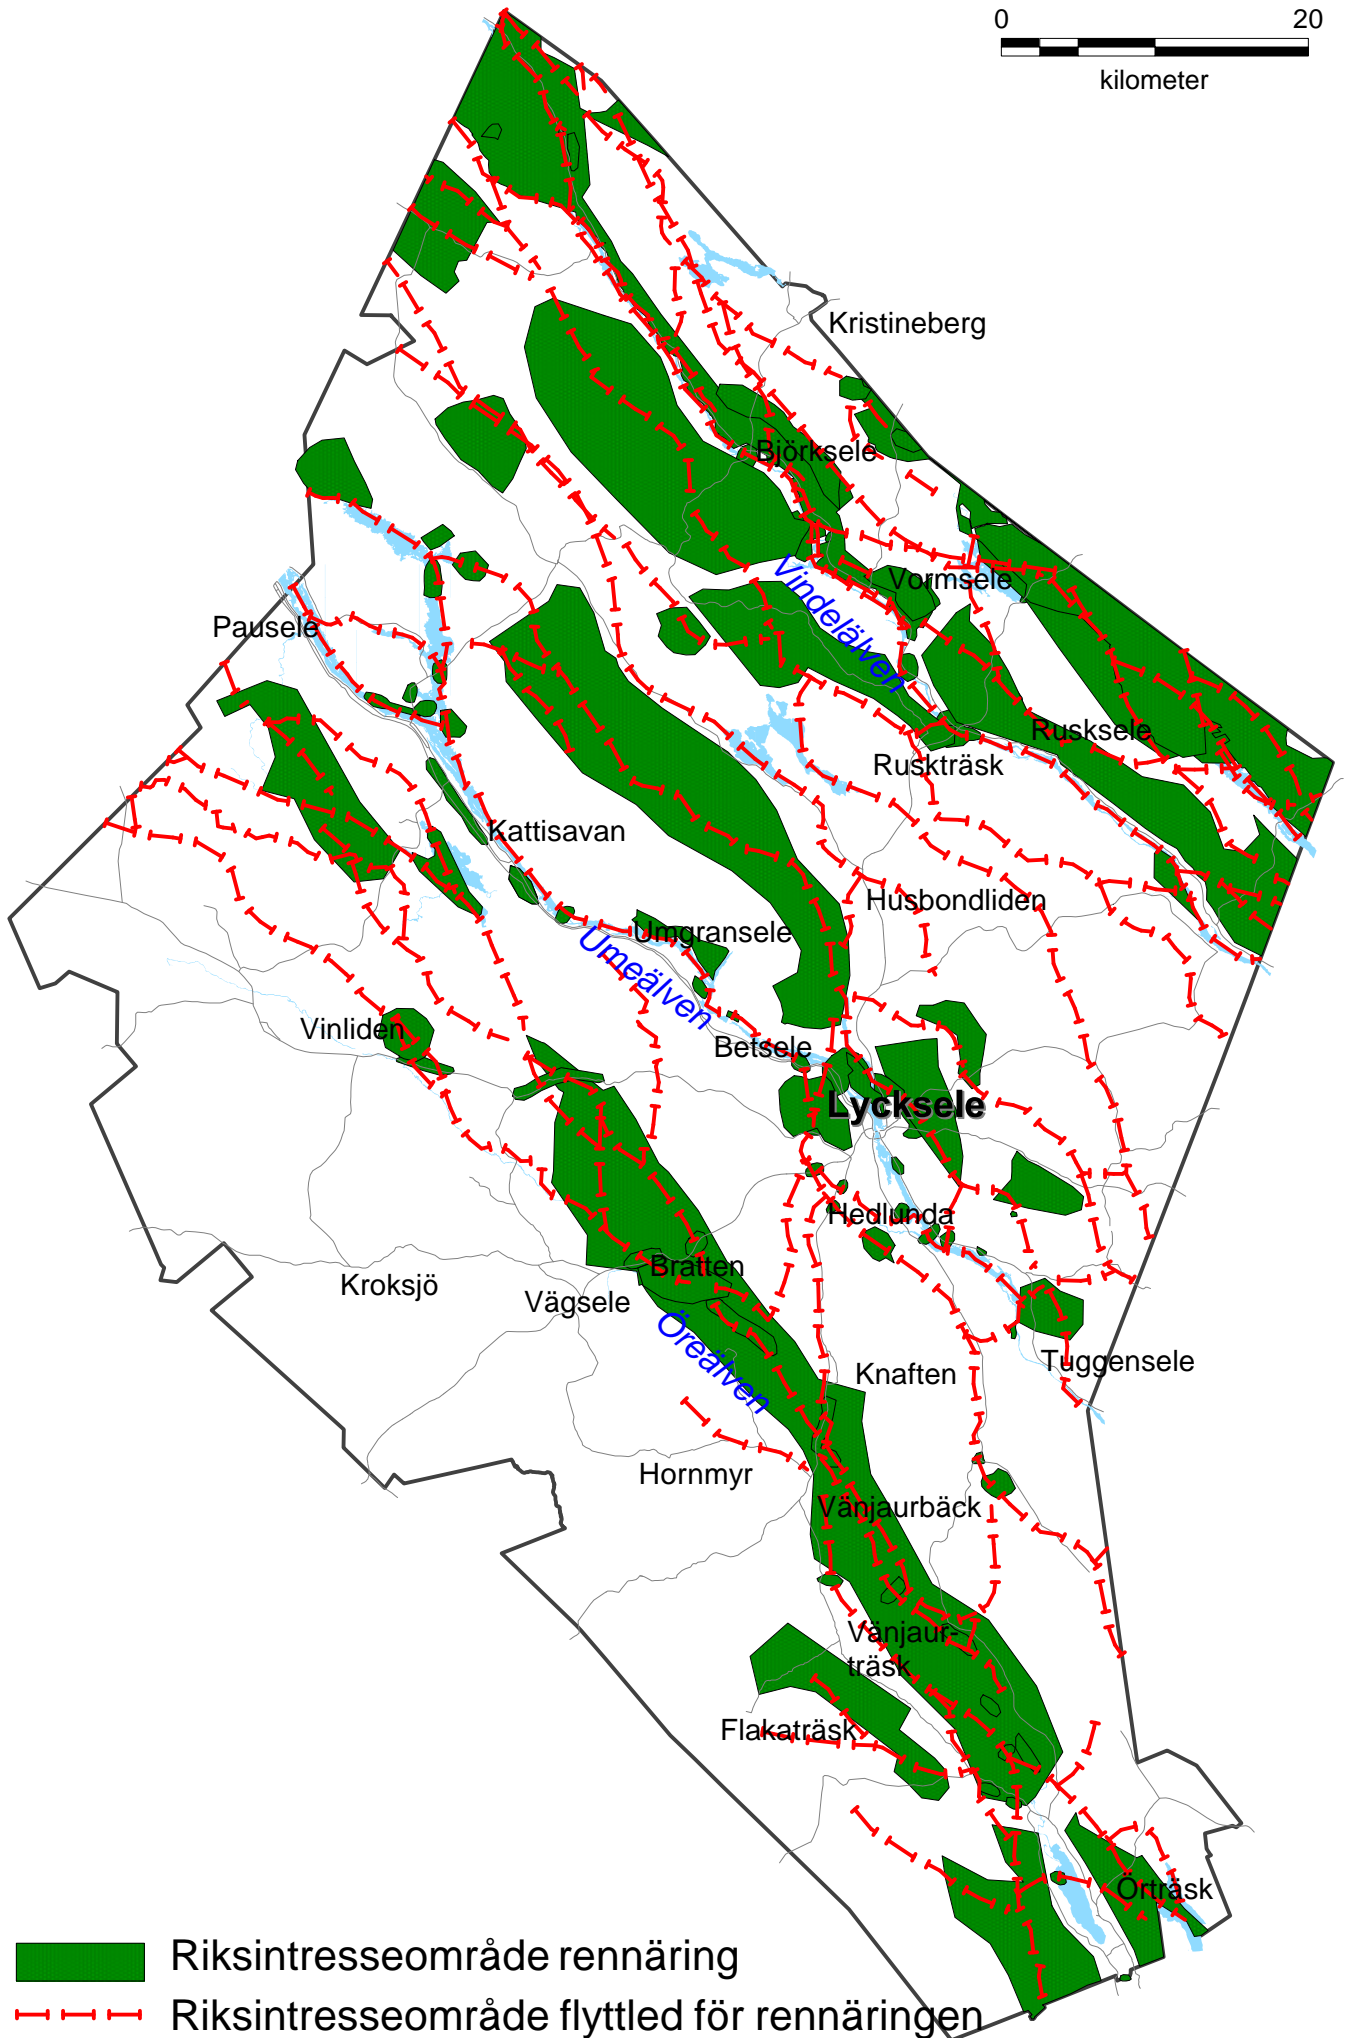 0 20
kilometer
Kristineberg
Björksele
Vindelälven
Vormsele
Pausele
Rusksele
Ruskträsk
Kattisavan
Husbondliden
Umgransele
Umeälven
Vinliden
Betsele
Lycksele
Hedlunda
Bratten
Kroksjö
Vägsele
Öreälven
Tuggensele
Knaften
Hornmyr
Vänjaurbäck
Vänjaur-
träsk
Flakaträsk
Örträsk
Riksintresseområde rennäring
Riksintresseområde flyttled för rennäringen